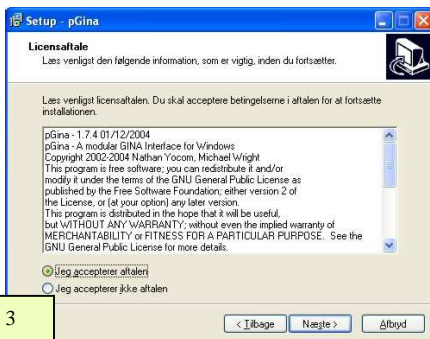 Setup - pGina
Licensaftale
Læs venligst den følgende information, som er vigtig, inden du fortsætter.
Læs venligst licensaftalen. Du skal acceptere betingelserne i aftalen for at fortsætte
installationen.
pGina - 1.7.4 01/12/2004
pGina - A modular GINA Interface for Windows
Copyright 2002-2004 Nathan Yocom, Michael Wright
This program is free software; you can redistribute it and/or
modify it under the terms of the GNU General Public License as
published by the Free Software Foundation; either version 2 of
the License, or (at your option) any later version.
This program is distributed in the hope that it will be useful,
but WITHOUT ANY WARRANTY; without even the implied warranty of
MERCHANTABILITY or FITNESS FOR A PARTICULAR PURPOSE. See the
GNU General Public License for more details.
Jeg accepterer aftalen
Jeg accepterer ikke aftalen
3
< Tilbage
Næste >
Afbryd